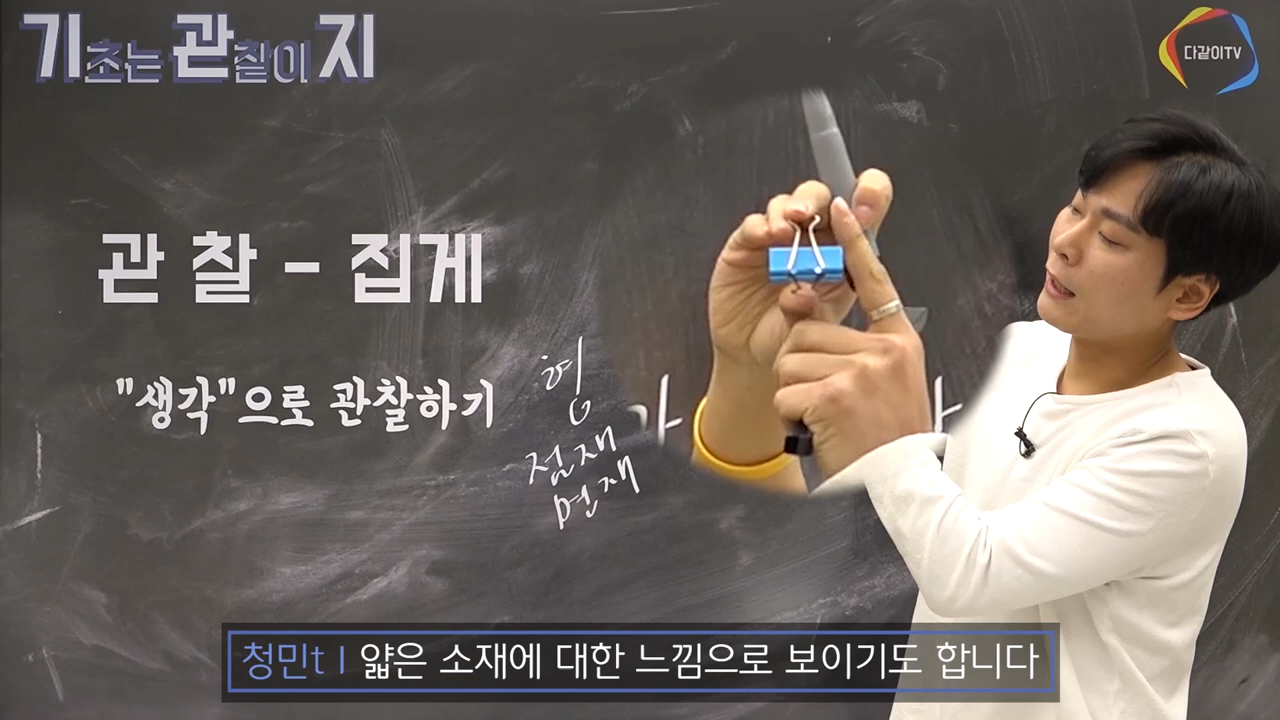 기초는 관찰이지
다같이TV
관찰 - 집게
"생각"으로 관찰하기
형
점재
면재
청민t | 얇은 소재에 대한 느낌으로 보이기도 합니다